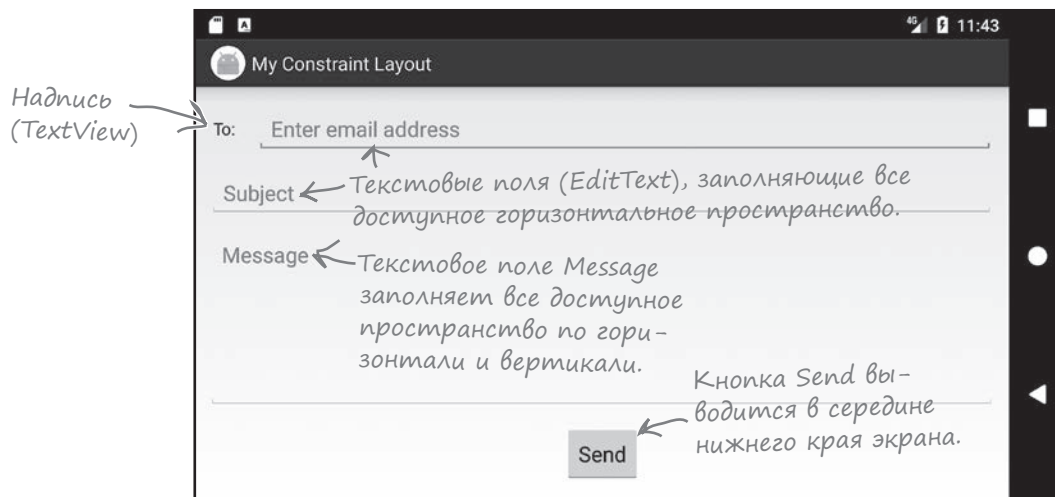 4G 11:43
My Constraint Layout
Надпись
(TextView)
To:
Enter email address
Текстовые поля (EditText), заполняющие все
доступное горизонтальное пространство.
Subject
Message
Текстовое поле Message
заполняет все доступное
пространство по гори-
зонтали и вертикали.
Кнопка Send вы-
водится в середине
нижнего края экрана.
Send